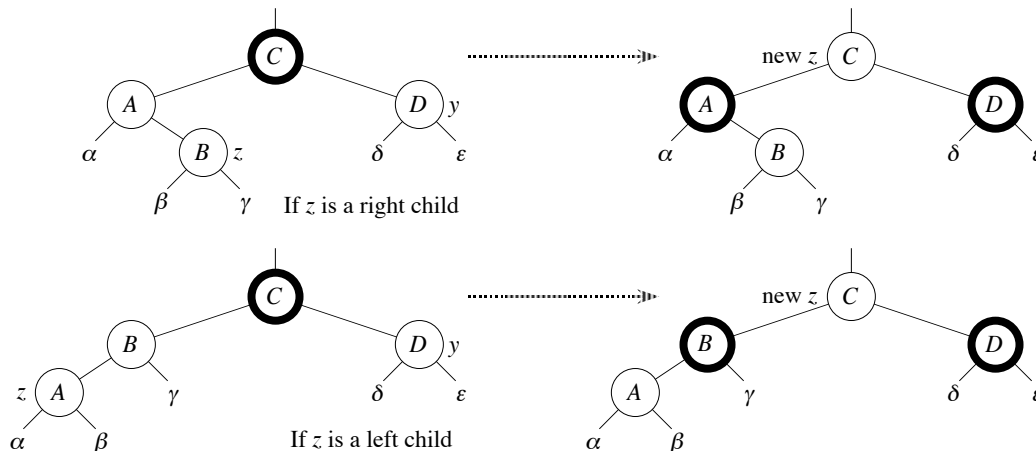 C
new z C
A D y
A D
α B z δ ε
α B δ ε
β γ If z is a right child
β γ
C
new z C
B D y
B D
z A γ δ ε
A γ δ ε
α β If z is a left child
α β